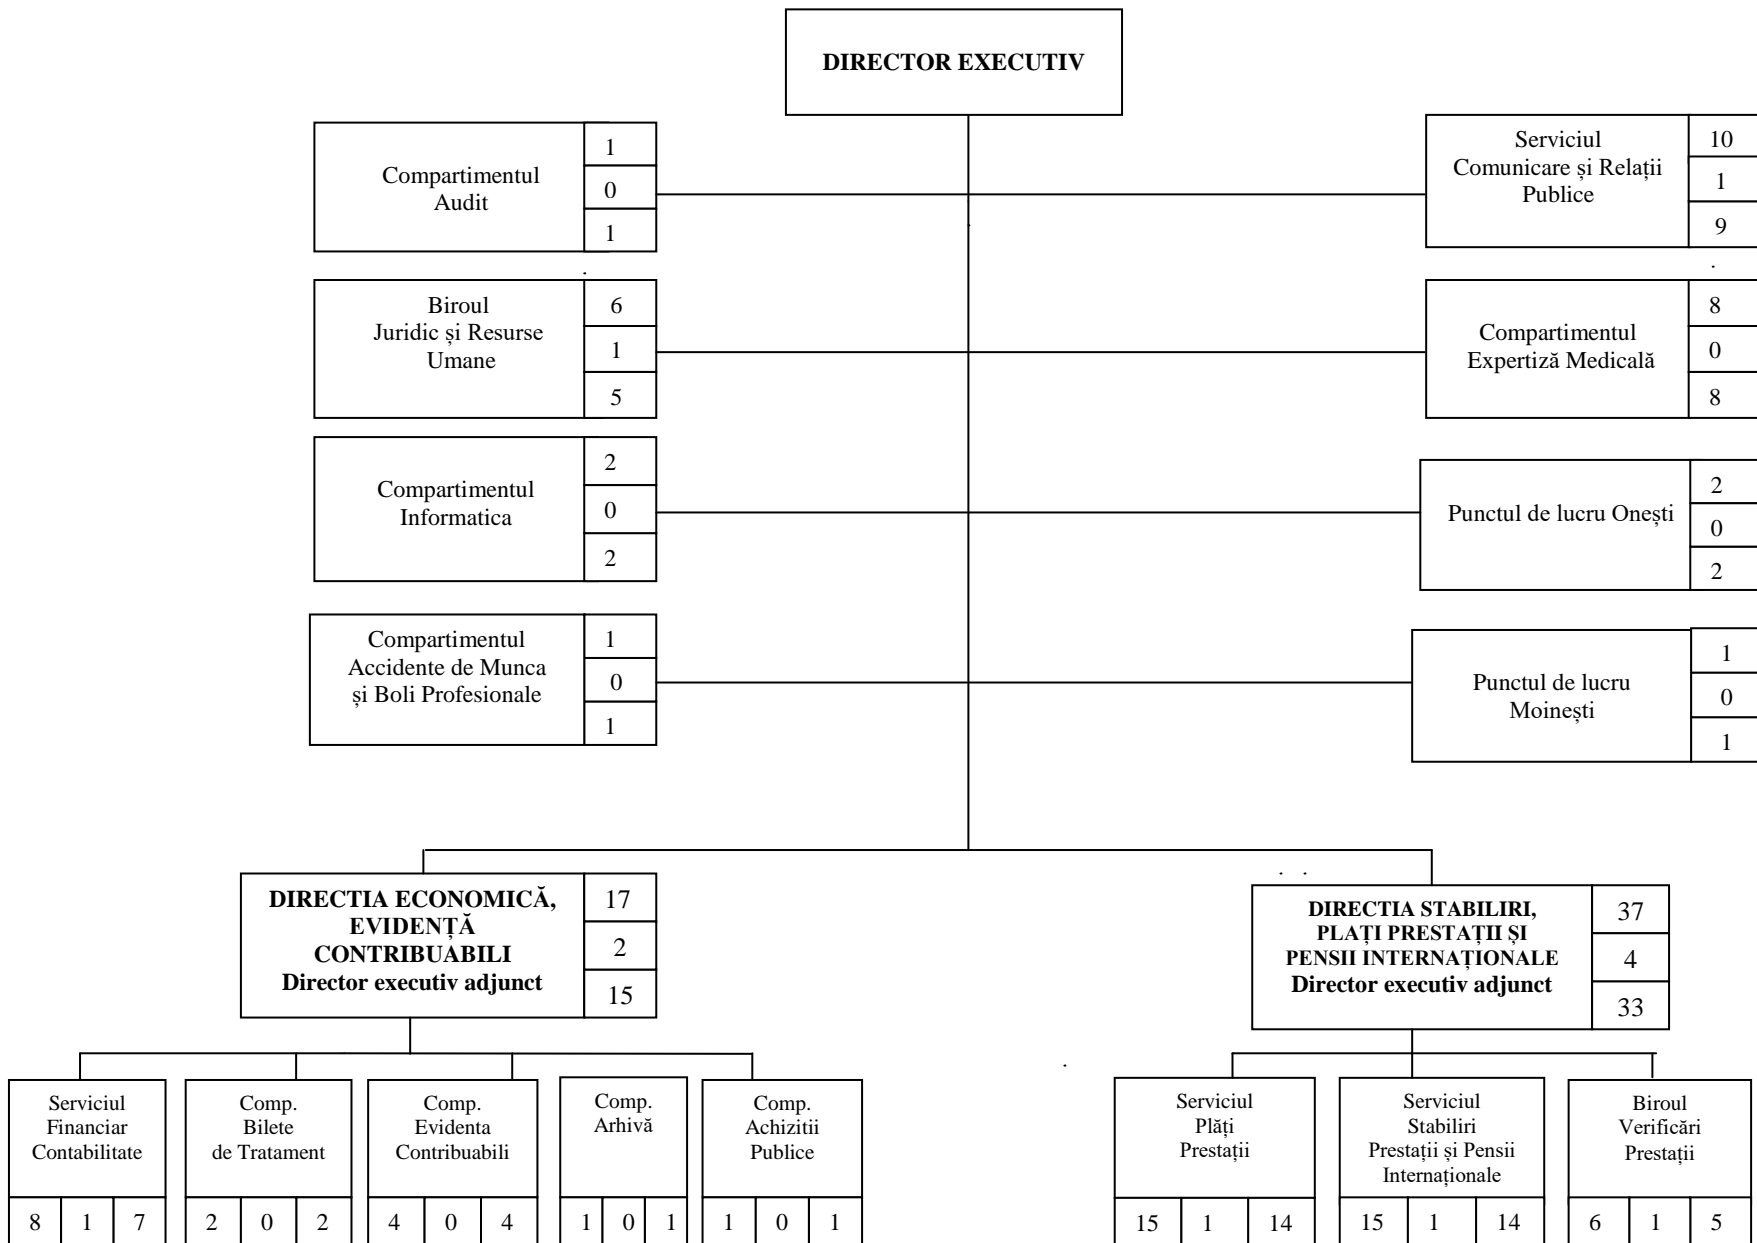 DIRECTOR EXECUTIV
Compartimentul
Audit
1
0
1
Serviciul
Comunicare și Relații
Publice
10
1
9
Biroul
Juridic și Resurse
Umane
6
1
5
Compartimentul
Expertiză Medicală
8
0
8
Compartimentul
Informatica
2
0
2
Punctul de lucru Onești
2
0
2
Compartimentul
Accidente de Munca
și Boli Profesionale
1
0
1
Punctul de lucru
Moinești
1
0
1
DIRECTIA ECONOMICĂ,
EVIDENȚĂ
CONTRIBUABILI
Director executiv adjunct
17
2
15
DIRECTIA STABILIRI,
PLAȚI PRESTAȚII ȘI
PENSII INTERNAȚIONALE
Director executiv adjunct
37
4
33
Serviciul
Financiar
Contabilitate
8 1 7
Comp.
Bilete
de Tratament
2 0 2
Comp.
Evidenta
Contribuabili
4 0 4
Comp.
Arhivă
1 0 1
Comp.
Achizitii
Publice
1 0 1
Serviciul
Plăți
Prestații
15 1 14
Serviciul
Stabiliri
Prestații și Pensii
Internaționale
15 1 14
Biroul
Verificări
Prestații
6 1 5